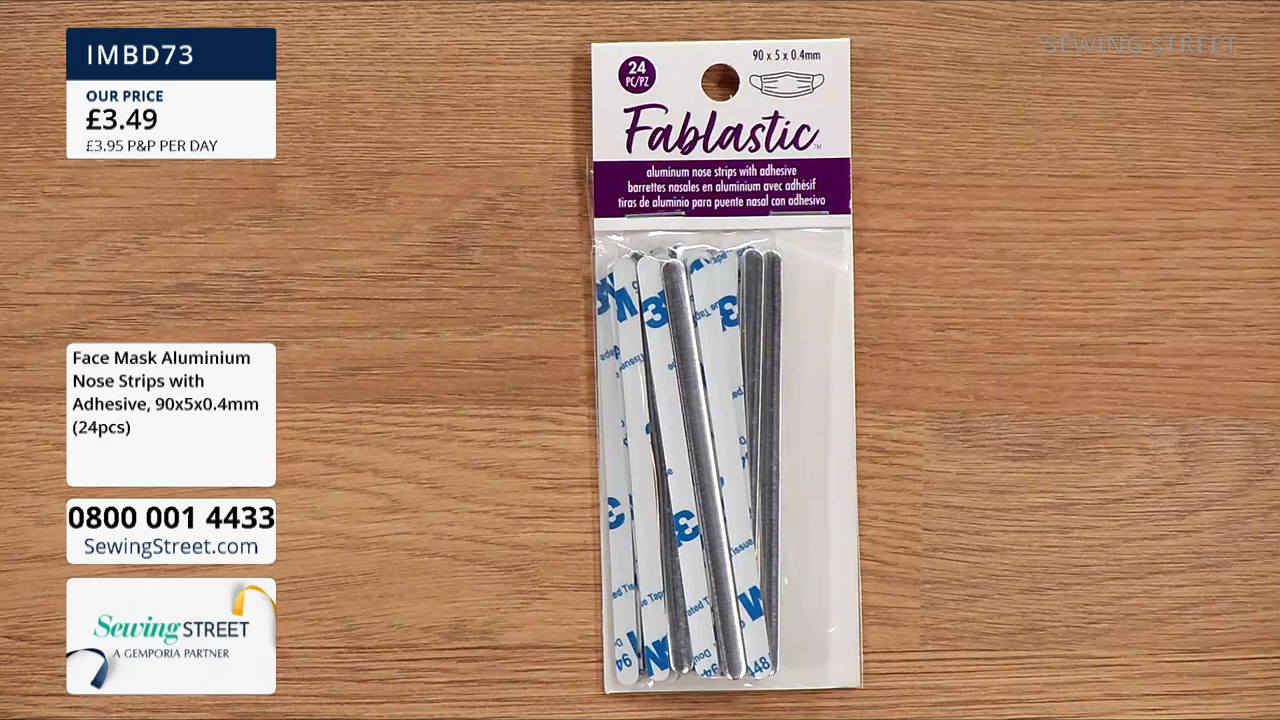 IMBD73
OUR PRICE
£3.49
£3.95 P&P PER DAY
Face Mask Aluminium
Nose Strips with
Adhesive, 90x5x0.4mm
(24pcs)
0800 001 4433
SewingStreet.com
Sewing STREET
A GEMPORIA PARTNER
SEWING STREET
24
PC/PZ
90 x 5 x 0.4mm
Fablastic™
aluminum nose strips with adhesive
barrettes nasales en aluminium avec adhésif
tiras de aluminio para puente nasal con adhesivo